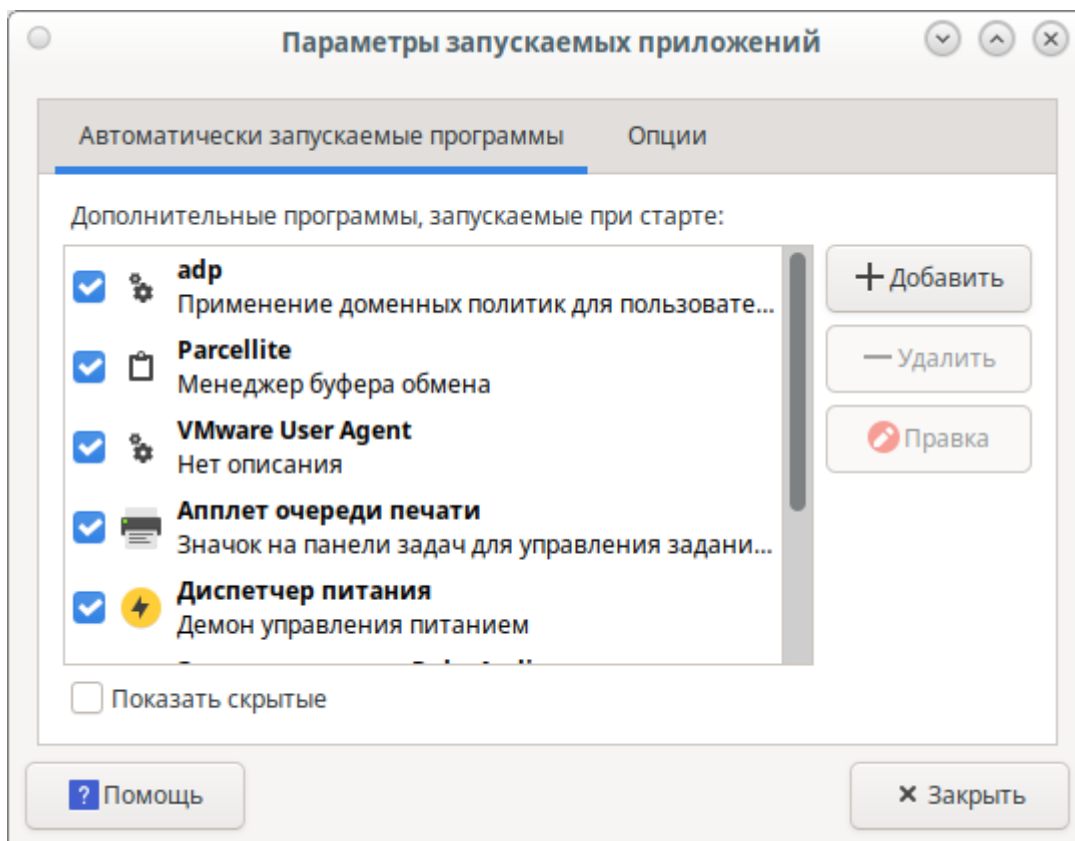 Параметры запускаемых приложений
Автоматически запускаемые программы
Опции
Дополнительные программы, запускаемые при старте:
adp
Применение доменных политик для пользовате...
Parcellite
Менеджер буфера обмена
VMware User Agent
Нет описания
Апплет очереди печати
Значок на панели задач для управления задани...
Диспетчер питания
Демон управления питанием
Добавить
Удалить
Правка
Показать скрытые
? Помощь
Закрыть